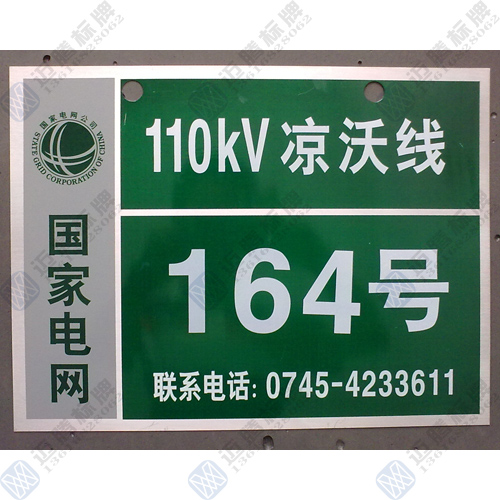 国家电网公司
STATE GRID CORPORATION OF CHINA
国家电网
110kV 凉沃线
164号
联系电话: 0745-4233611